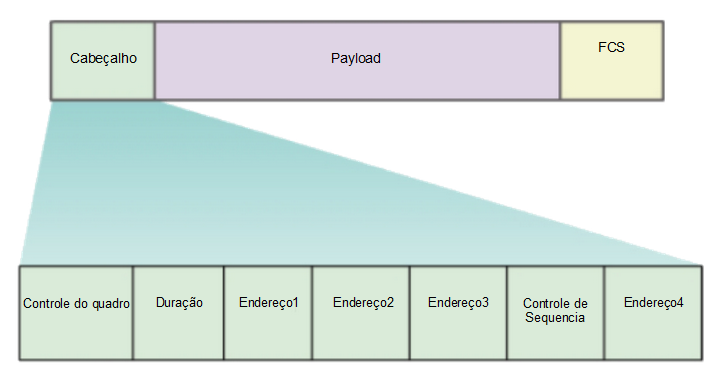 Cabeçalho
Payload
FCS
Controle do quadro
Duração
Endereço1
Endereço2
Endereço3
Controle de
Sequencia
Endereço4